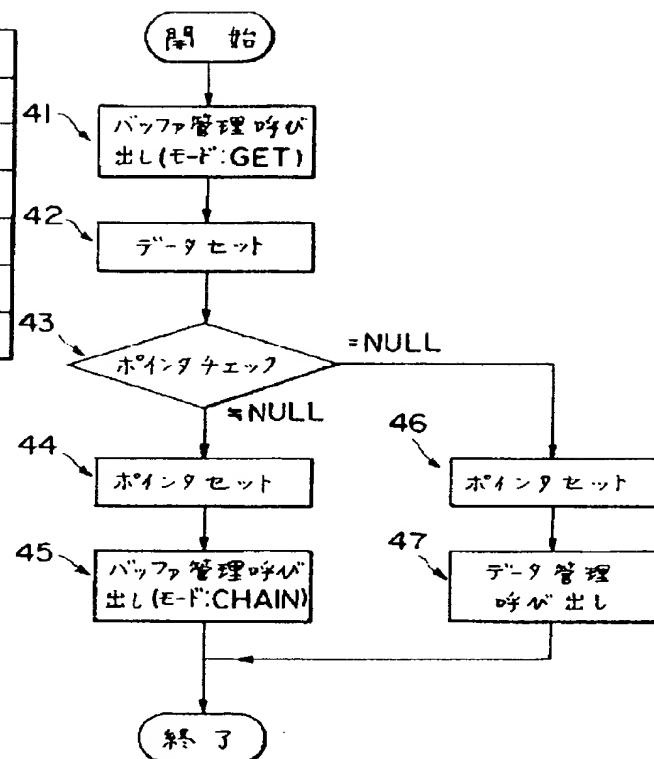 開始
41
バッファ管理呼び
出し(モード:GET)
42
データセット
43
ポインタチェック
=NULL
≒NULL
44
ポインタセット
46
ポインタセット
45
バッファ管理呼び
出し(モード:CHAIN)
47
データ管理
呼び出し
終了